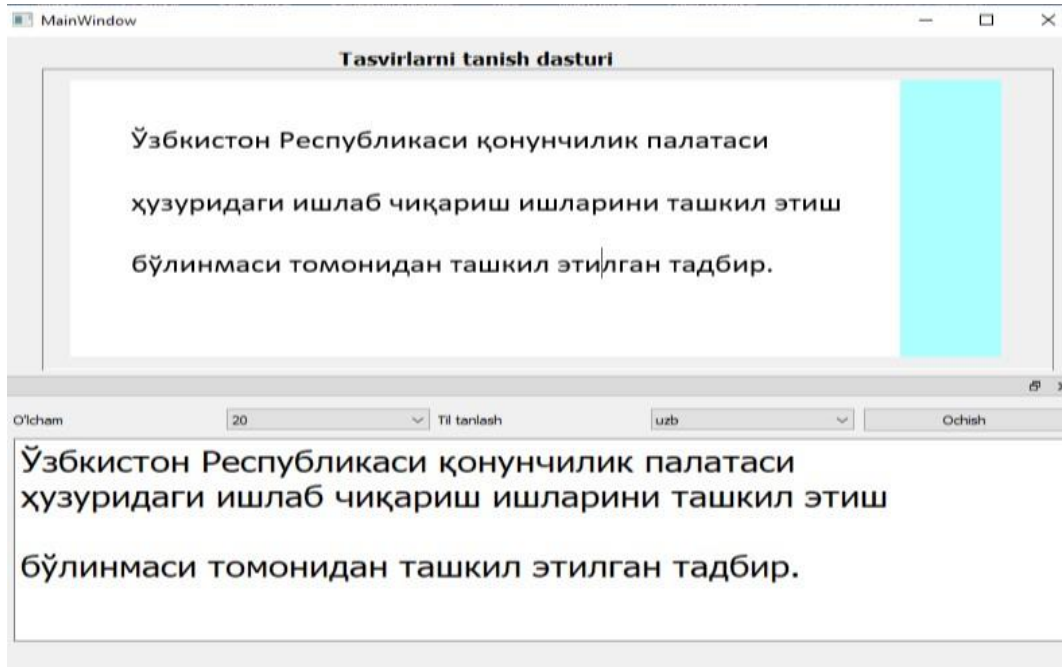 MainWindow
Tasvirlarni tanish dasturi
Ўзбкистон Республикаси қонунчилик палатаси
ҳузуридаги ишлаб чиқариш ишларини ташкил этиш
бўлинмаси томонидан ташкил этилган тадбир.
O'lcham 20 Til tanlash uzb Ochish
Ўзбкистон Республикаси қонунчилик палатаси
ҳузуридаги ишлаб чиқариш ишларини ташкил этиш
бўлинмаси томонидан ташкил этилган тадбир.